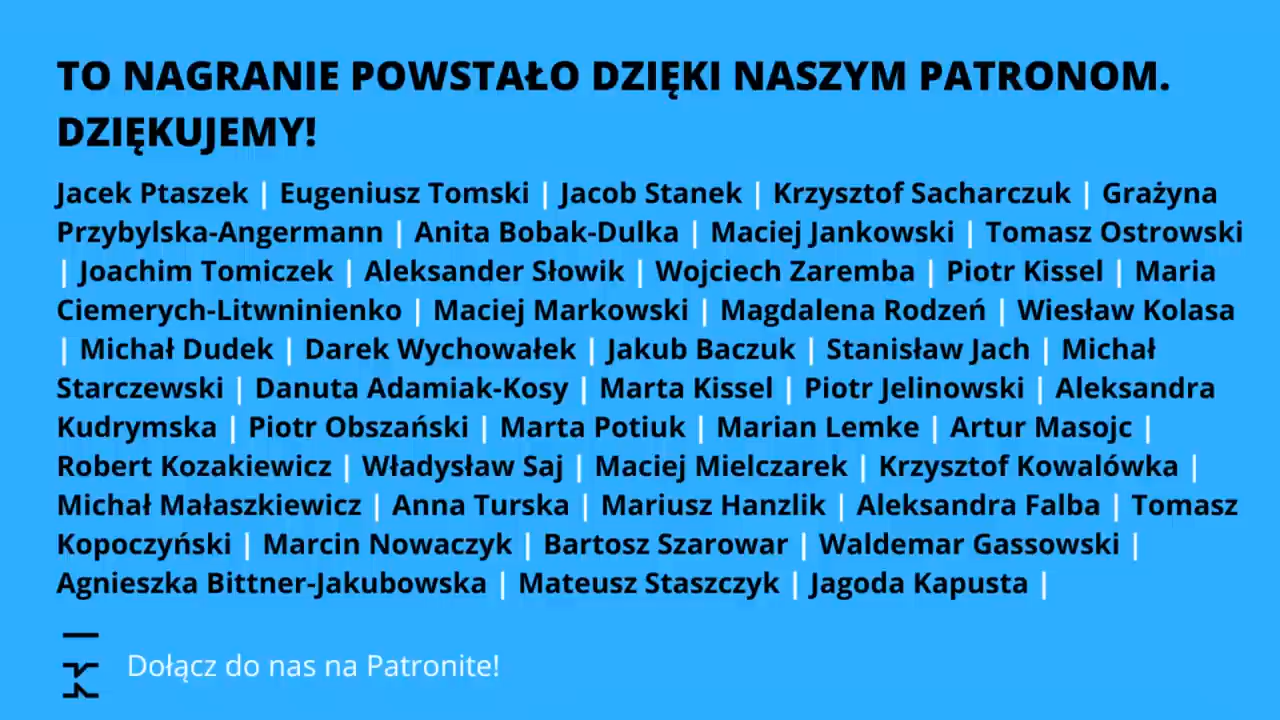 TO NAGRANIE POWSTAŁO DZIĘKI NASZYM PATRONOM.
DZIĘKUJEMY!
Jacek Ptaszek | Eugeniusz Tomski | Jacob Stanek | Krzysztof Sacharczuk | Grażyna
Przybylska-Angermann | Anita Bobak-Dulka | Maciej Jankowski | Tomasz Ostrowski
| Joachim Tomiczek | Aleksander Słowik | Wojciech Zaremba | Piotr Kissel | Maria
Ciemerych-Litwninienko | Maciej Markowski | Magdalena Rodzeń | Wiesław Kolasa
| Michał Dudek | Darek Wychowałek | Jakub Baczuk | Stanisław Jach | Michał
Starczewski | Danuta Adamiak-Kosy | Marta Kissel | Piotr Jelinowski | Aleksandra
Kudrymska | Piotr Obszański | Marta Potiuk | Marian Lemke | Artur Masojc |
Robert Kozakiewicz | Władysław Saj | Maciej Mielczarek | Krzysztof Kowalówka |
Michał Małaszkiewicz | Anna Turska | Mariusz Hanzlik | Aleksandra Falba | Tomasz
Kopoczyński | Marcin Nowaczyk | Bartosz Szarowar | Waldemar Gassowski |
Agnieszka Bittner-Jakubowska | Mateusz Staszczyk | Jagoda Kapusta |
Dołącz do nas na Patronite!